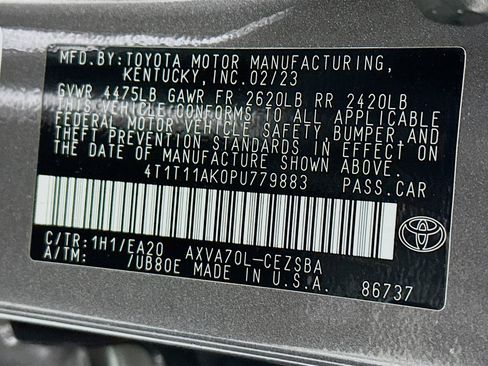 MFD.BY:TOYOTA MOTOR MANUFACTURING,
KENTUCKY,INC.02/23
GVWR 4475LB GAWR FR 2620LB RR 2420LB
THIS VEHICLE CONFORMS TO ALL APPLICABLE
FEDERAL MOTOR VEHICLE SAFETY, BUMPER AND
THEFT PREVENTION STANDARDS IN EFFECT ON
THE DATE OF MANUFACTURE SHOWN ABOVE.
4T1T11AK0PU779883 PASS.CAR
C/TR:1H1/EA20 AXVA70L-CEZSBA
A/TM: /UB80E MADE IN U.S.A. 86737